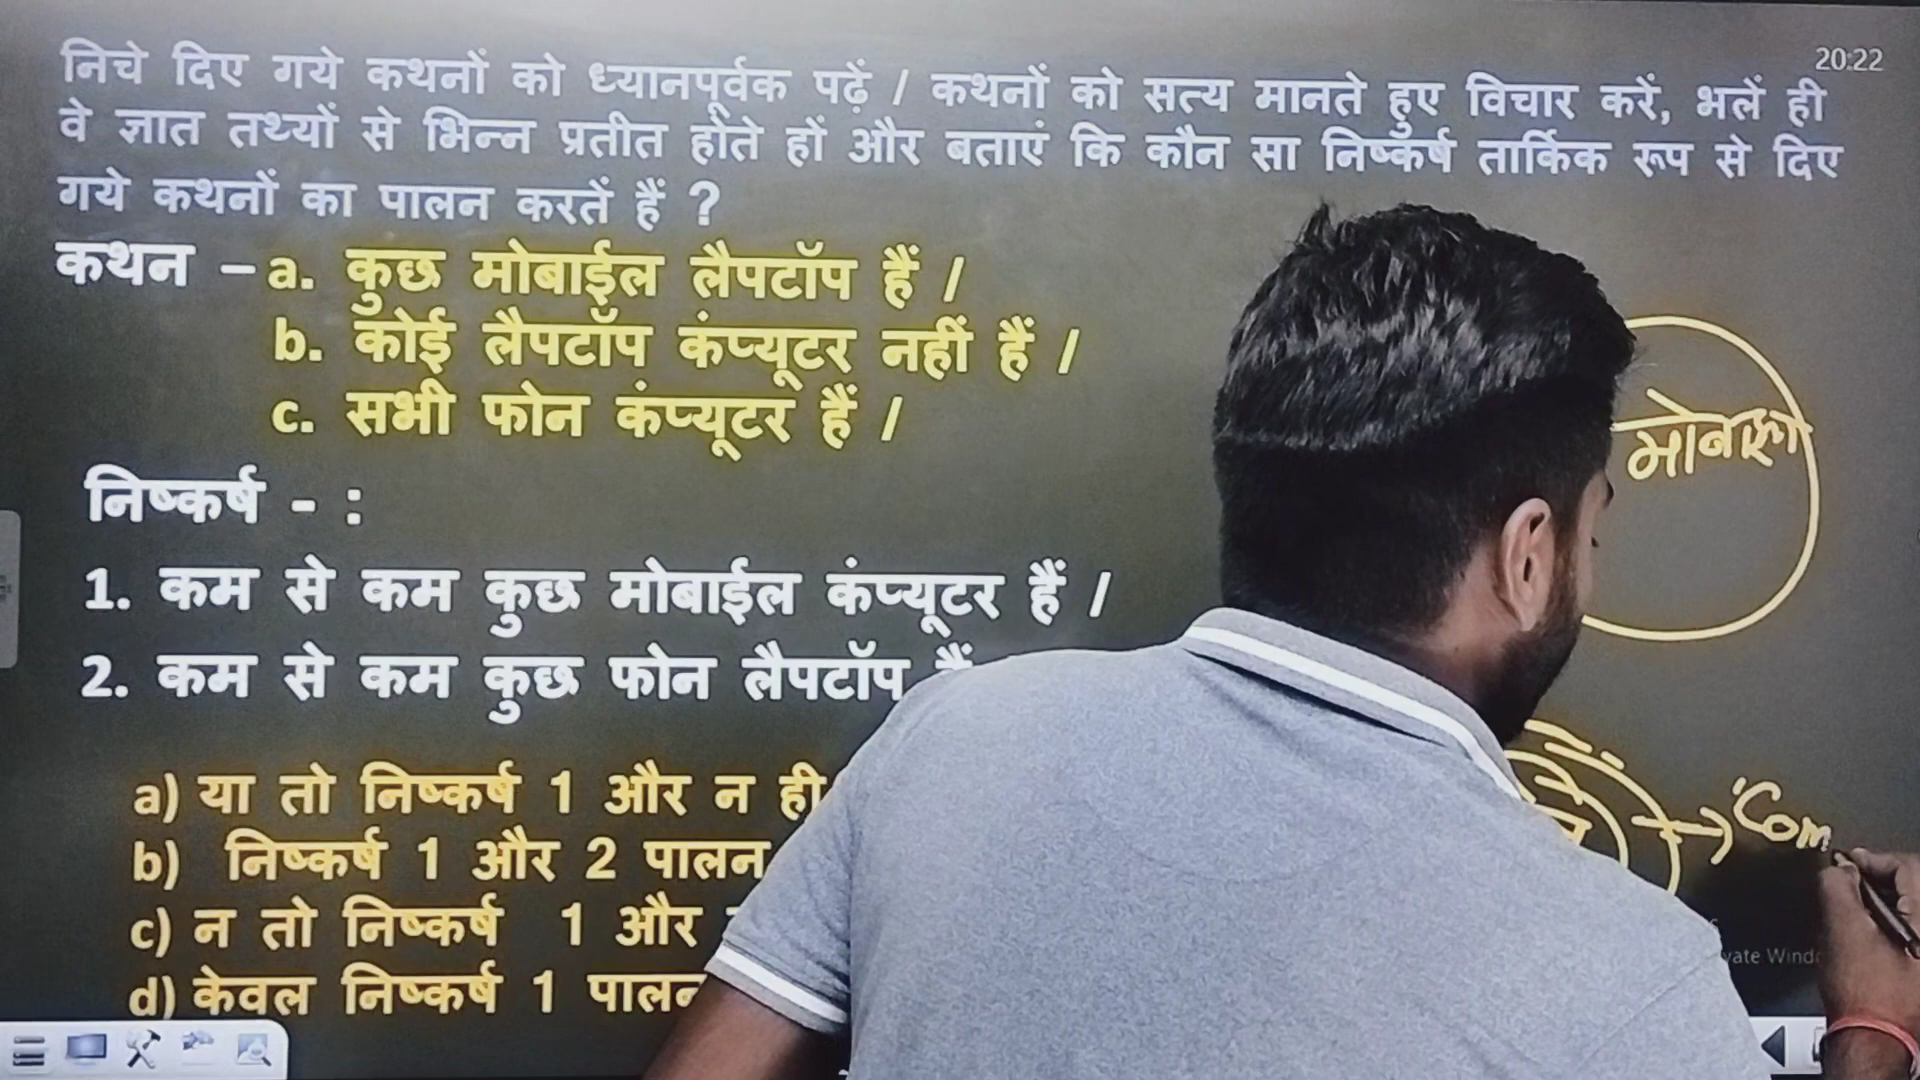 20:22
निचे दिए गये कथनों को ध्यानपूर्वक पढ़ें / कथनों को सत्य मानते हुए विचार करें, भलें ही
वे ज्ञात तथ्यों से भिन्न प्रतीत होते हों और बताएं कि कौन सा निष्कर्ष तार्किक रूप से दिए
गये कथनों का पालन करतें हैं ?
कथन – a. कुछ मोबाईल लैपटॉप हैं /
b. कोई लैपटॉप कंप्यूटर नहीं हैं /
c. सभी फोन कंप्यूटर हैं /
निष्कर्ष - :
1. कम से कम कुछ मोबाईल कंप्यूटर हैं /
2. कम से कम कुछ फोन लैपटॉप हैं
a) या तो निष्कर्ष 1 और न ही
b) निष्कर्ष 1 और 2 पालन
c) न तो निष्कर्ष 1 और
d) केवल निष्कर्ष 1 पालन
Com